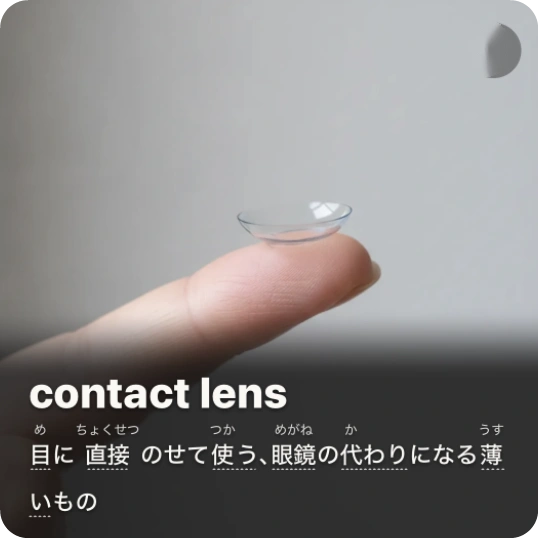 contact lens
め ちょくせつ つか めがね か うす
目に 直接 のせて使う、眼鏡の代わりになる薄
いもの